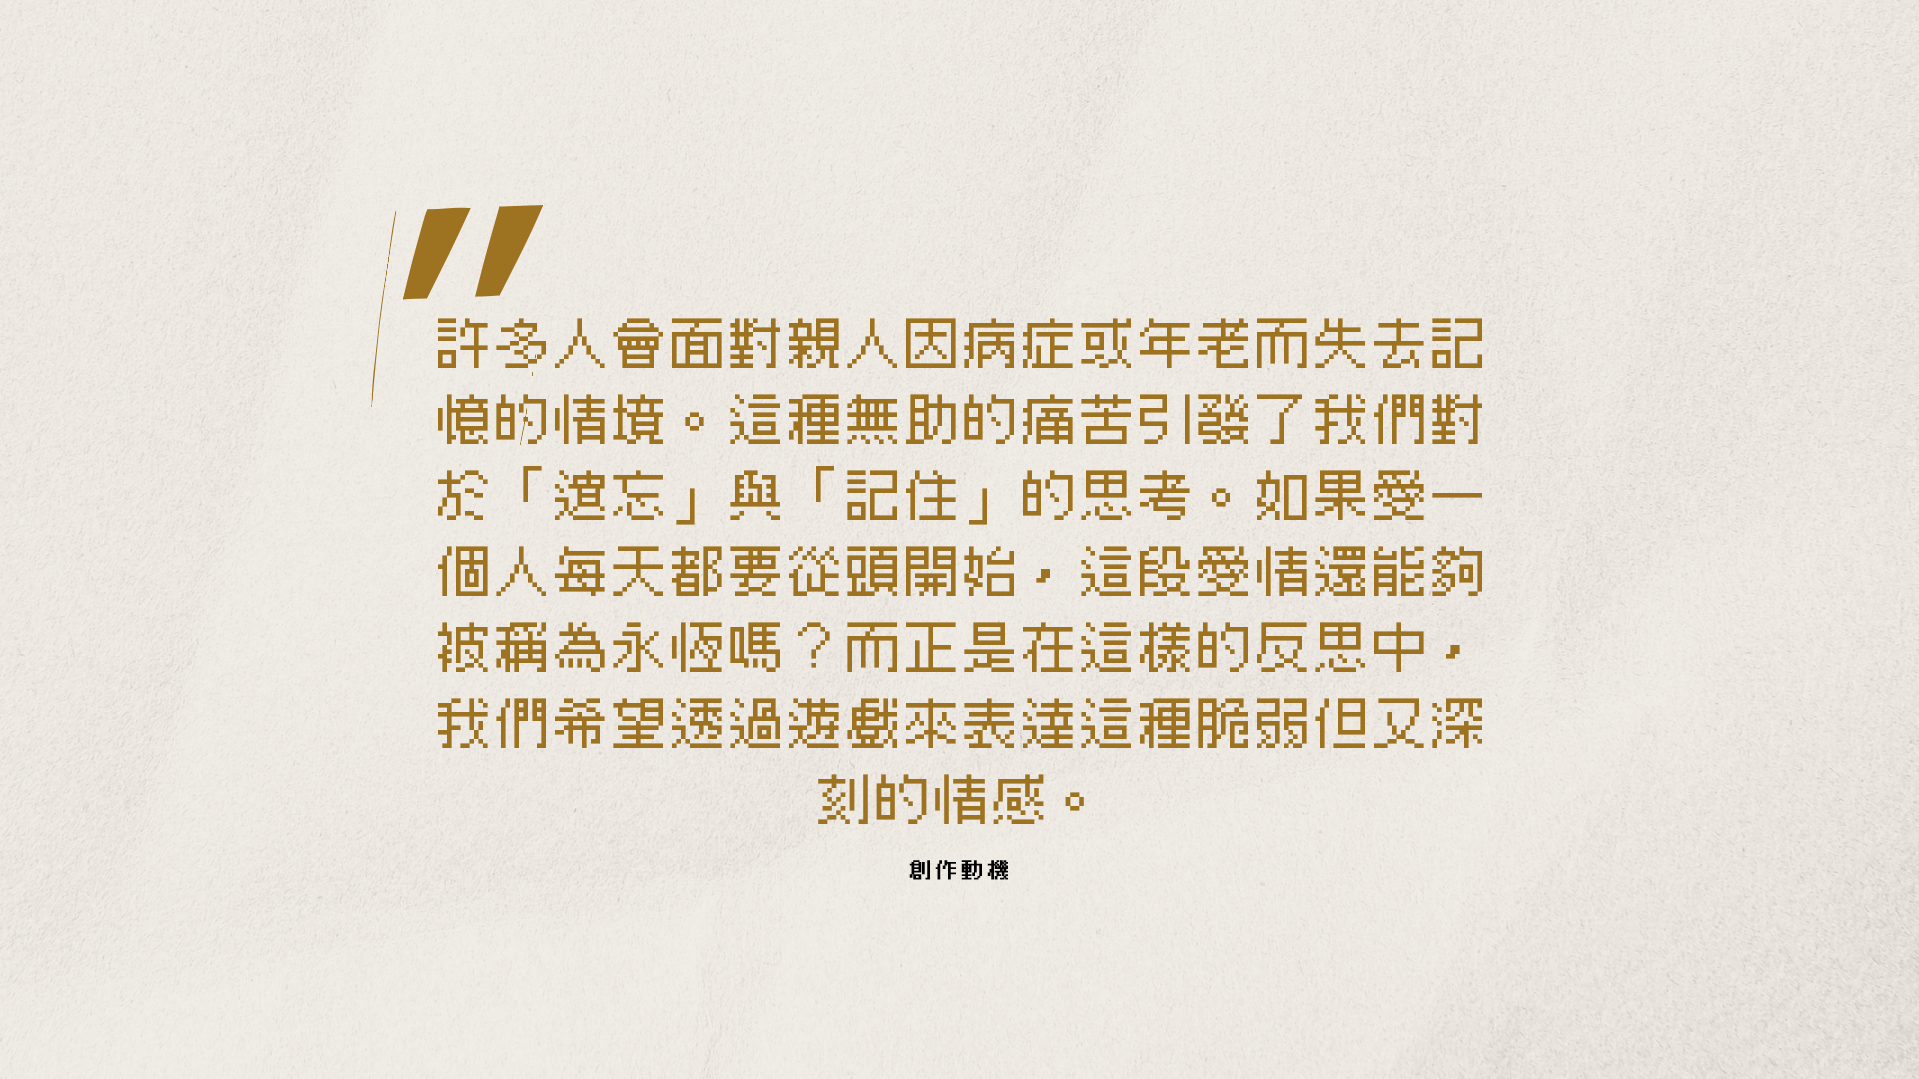 許多人會面對親人因病症或年老而失去記
憶的情境。這種無助的痛苦引發了我們對
於「遺忘」與「記住」的思考。如果愛一
個人每天都要從頭開始，這段愛情還能夠
被稱為永恆嗎？而正是在這樣的反思中，
我們希望透過遊戲來表達這種脆弱但又深
刻的情感。
創作動機